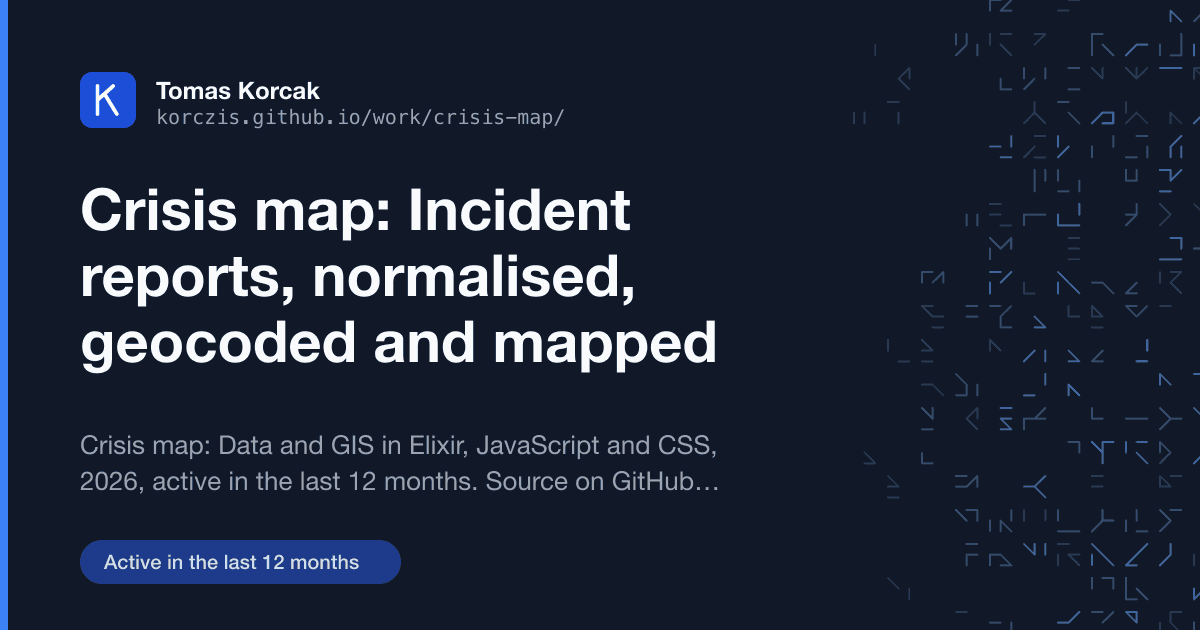 K
Tomas Korcak
korczis.github.io/work/crisis-map/
Crisis map: Incident
reports, normalised,
geocoded and mapped
Crisis map: Data and GIS in Elixir, JavaScript and CSS,
2026, active in the last 12 months. Source on GitHub…
Active in the last 12 months